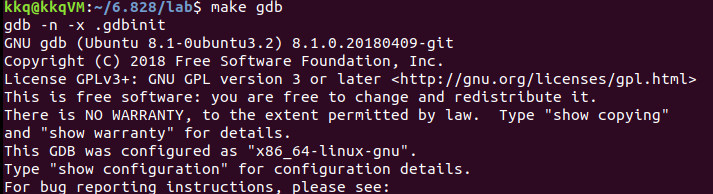 kkq@kkqVM:~/6.828/lab$ make gdb
gdb -n -x .gdbinit
GNU gdb (Ubuntu 8.1-0ubuntu3.2) 8.1.0.20180409-git
Copyright (C) 2018 Free Software Foundation, Inc.
License GPLv3+: GNU GPL version 3 or later <http://gnu.org/licenses/gpl.html>
This is free software: you are free to change and redistribute it.
There is NO WARRANTY, to the extent permitted by law.  Type "show copying"
and "show warranty" for details.
This GDB was configured as "x86_64-linux-gnu".
Type "show configuration" for configuration details.
For bug reporting instructions, please see: